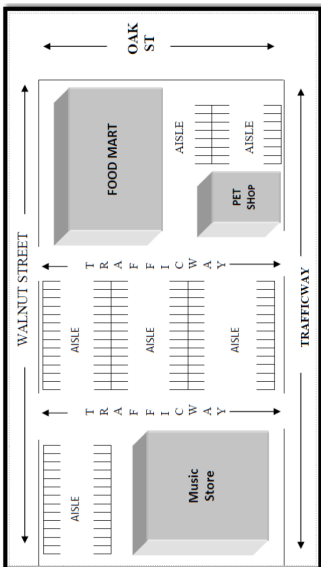 OAK
ST
WALNUT STREET
FOOD MART
AISLE
AISLE
PET
SHOP
TRAFFICWAY
TRAFFICWAY
AISLE
AISLE
AISLE
TRAFFICWAY
AISLE
Music
Store